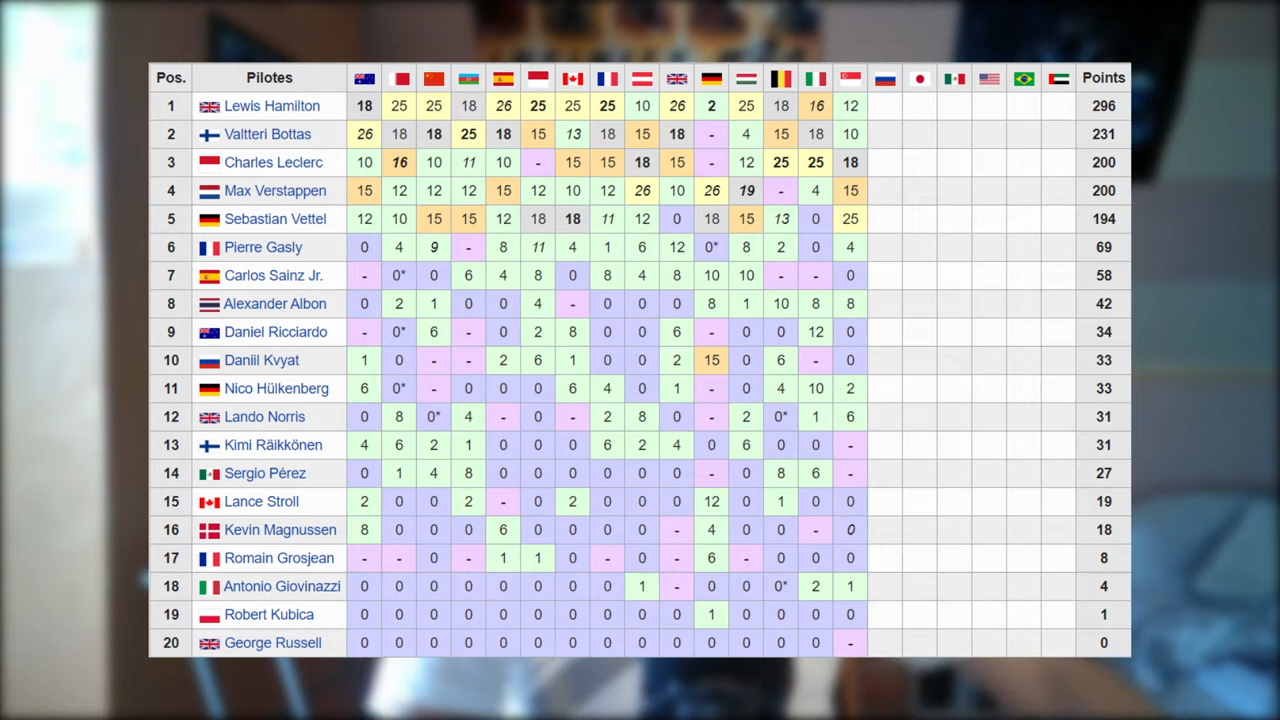 Pos. Pilotes Points
1 Lewis Hamilton 18 25 25 18 26 25 25 25 10 26 2 25 18 16 12 296
2 Valtteri Bottas 26 18 18 25 18 15 13 18 15 18 - 4 15 18 10 231
3 Charles Leclerc 10 16 10 11 10 - 15 15 18 15 - 12 25 25 18 200
4 Max Verstappen 15 12 12 12 15 12 10 12 26 10 26 19 - 4 15 200
5 Sebastian Vettel 12 10 15 15 12 18 18 11 12 0 18 15 13 0 25 194
6 Pierre Gasly 0 4 9 - 8 11 4 1 6 12 0* 8 2 0 4 69
7 Carlos Sainz Jr. - 0* 0 6 4 8 0 8 4 8 10 10 - - 0 58
8 Alexander Albon 0 2 1 0 0 4 - 0 0 0 8 1 10 8 8 42
9 Daniel Ricciardo - 0* 6 - 0 2 8 0 0 6 - 0 0 12 0 34
10 Daniil Kvyat 1 0 - - 2 6 1 0 0 2 15 0 6 - 0 33
11 Nico Hülkenberg 6 0* - 0 0 0 6 4 0 1 - 0 4 10 2 33
12 Lando Norris 0 8 0* 4 - 0 - 2 8 0 - 2 0* 1 6 31
13 Kimi Räikkönen 4 6 2 1 0 0 0 6 2 4 0 6 0 0 - 31
14 Sergio Pérez 0 1 4 8 0 0 0 0 0 0 - 0 8 6 - 27
15 Lance Stroll 2 0 0 2 - 0 2 0 0 0 12 0 1 0 0 19
16 Kevin Magnussen 8 0 0 0 6 0 0 0 0 - 4 0 0 - 0 18
17 Romain Grosjean - - 0 - 1 1 0 - 0 - 6 - 0 0 0 8
18 Antonio Giovinazzi 0 0 0 0 0 0 0 0 1 - 0 0 0* 2 1 4
19 Robert Kubica 0 0 0 0 0 0 0 0 0 0 1 0 0 0 0 1
20 George Russell 0 0 0 0 0 0 0 0 0 0 0 0 0 0 - 0